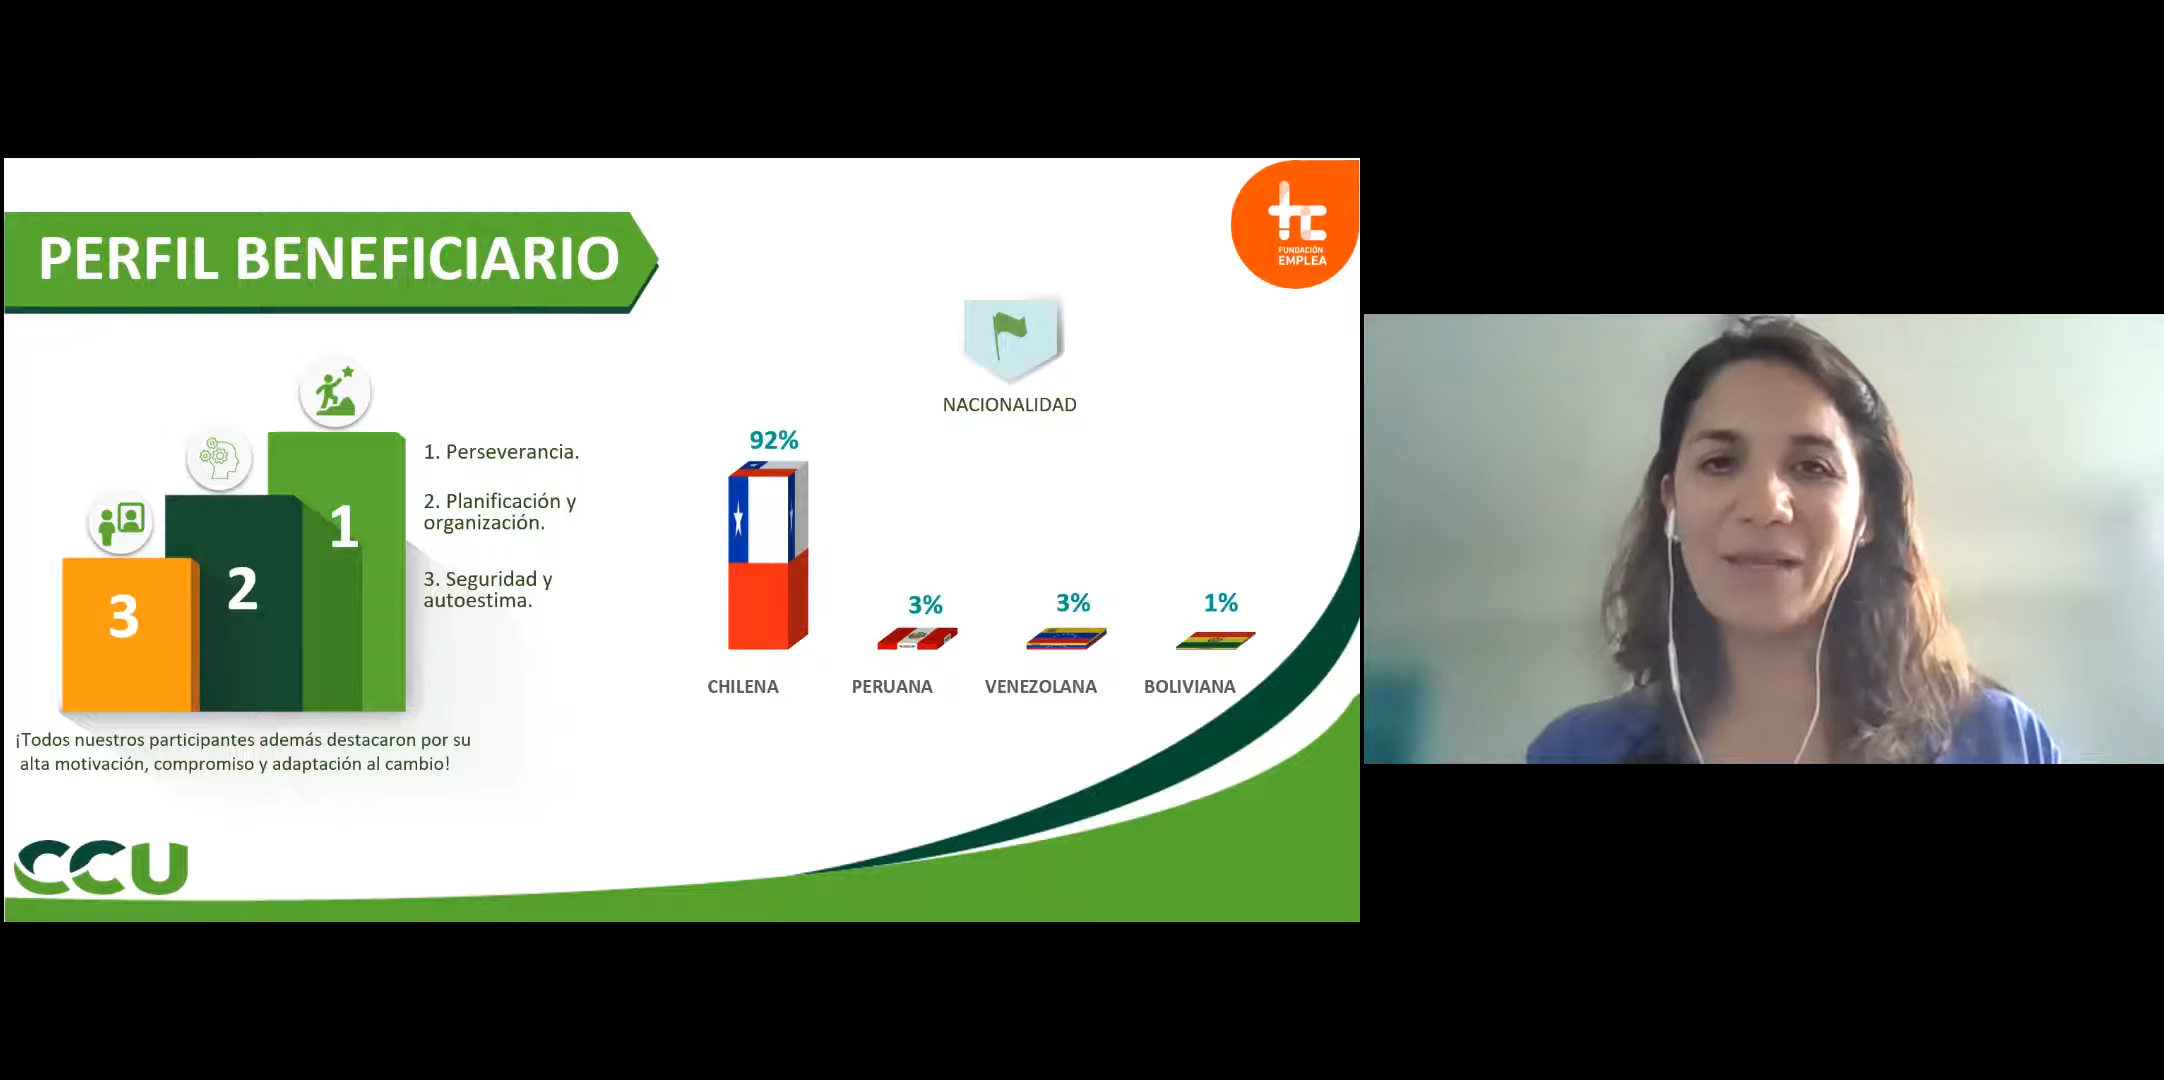 PERFIL BENEFICIARIO
FUNDACIÓN
EMPLEA
NACIONALIDAD
1
2
3
1. Perseverancia.
2. Planificación y
organización.
3. Seguridad y
autoestima.
¡Todos nuestros participantes además destacaron por su
alta motivación, compromiso y adaptación al cambio!
92%
3%
3%
1%
CHILENA
PERUANA
VENEZOLANA
BOLIVIANA
CCU